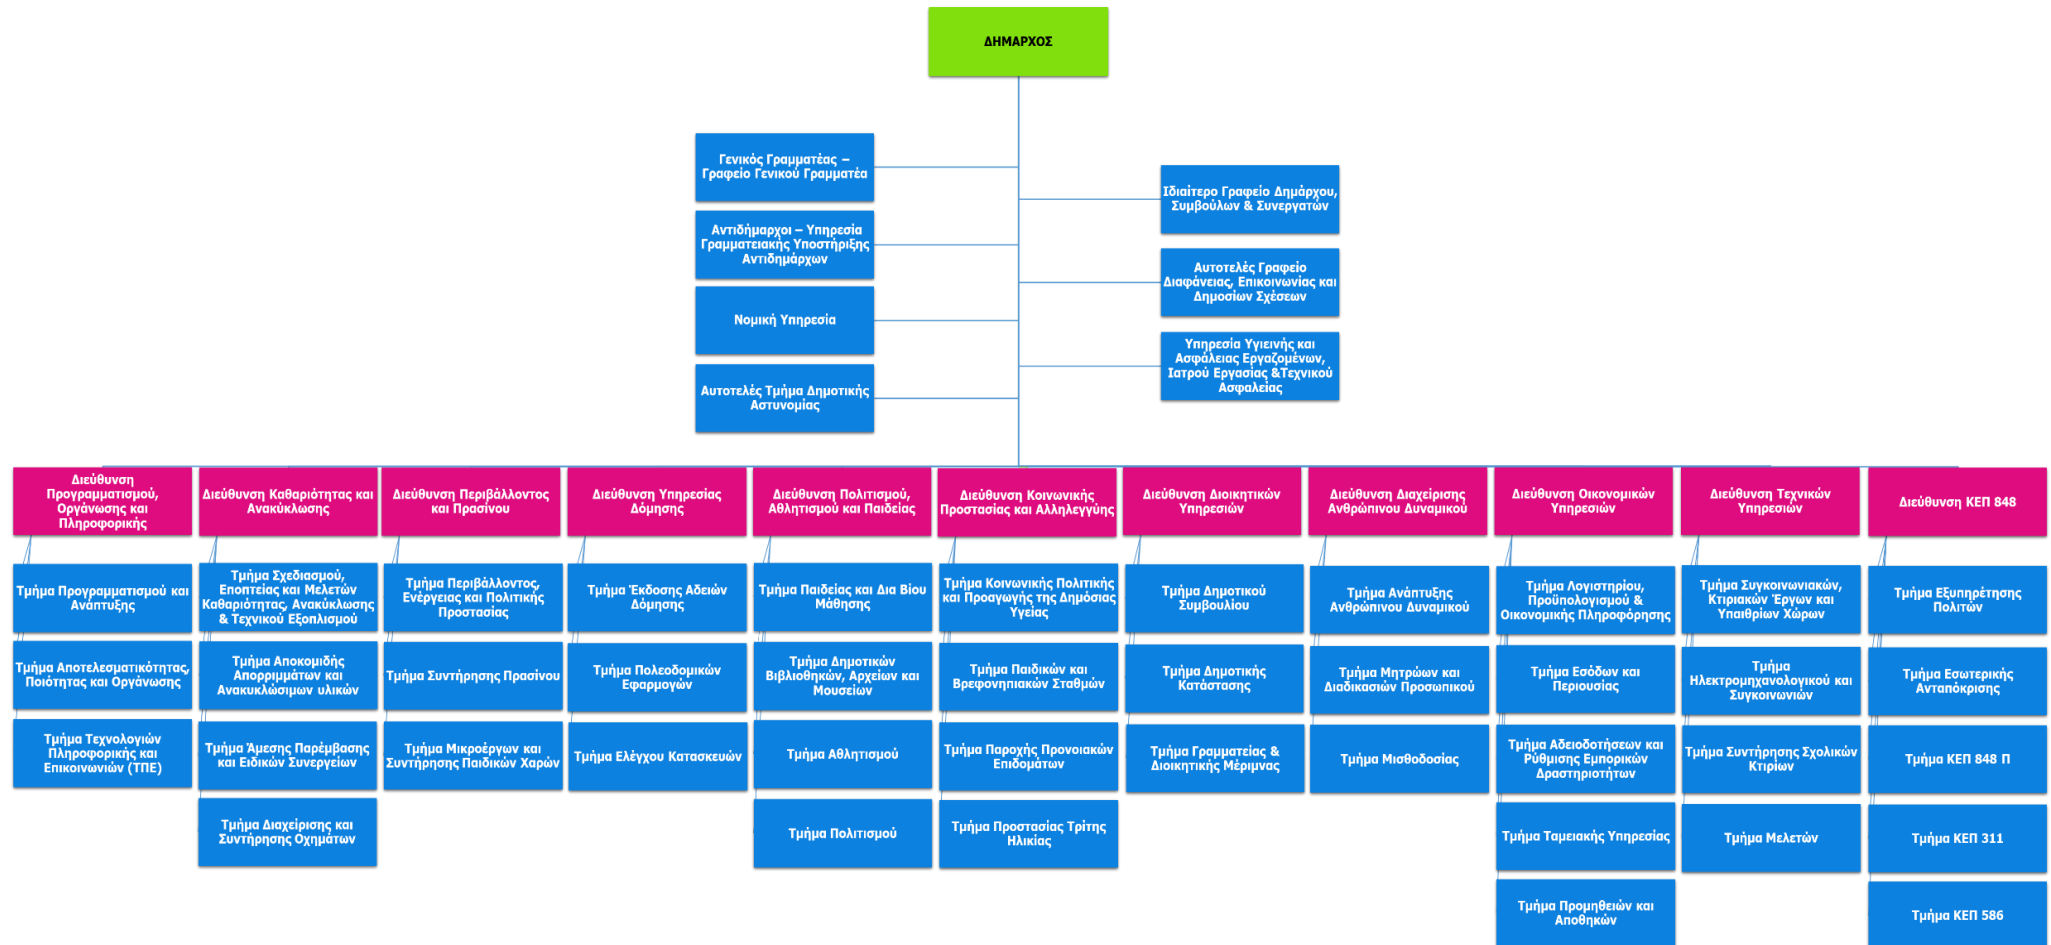 ΔΗΜΑΡΧΟΣ
Γενικός Γραμματέας –
Γραφείο Γενικού Γραμματέα
Αντιδήμαρχοι – Υπηρεσία
Γραμματειακής Υποστήριξης
Αντιδημάρχων
Νομική Υπηρεσία
Αυτοτελές Τμήμα Δημοτικής
Αστυνομίας
Ιδιαίτερο Γραφείο Δημάρχου,
Συμβούλων & Συνεργατών
Αυτοτελές Γραφείο
Διαφάνειας, Επικοινωνίας και
Δημοσίων Σχέσεων
Υπηρεσία Υγιεινής και
Ασφάλειας Εργαζομένων,
Ιατρού Εργασίας &Τεχνικού
Ασφαλείας
Διεύθυνση
Προγραμματισμού,
Οργάνωσης και
Πληροφορικής
Τμήμα Προγραμματισμού και
Ανάπτυξης
Τμήμα Αποτελεσματικότητας,
Ποιότητας και Οργάνωσης
Τμήμα Τεχνολογιών
Πληροφορικής και
Επικοινωνιών (ΤΠΕ)
Διεύθυνση Καθαριότητας και
Ανακύκλωσης
Τμήμα Σχεδιασμού,
Εποπτείας και Μελετών
Καθαριότητας, Ανακύκλωσης
& Τεχνικού Εξοπλισμού
Τμήμα Αποκομιδής
Απορριμμάτων και
Ανακυκλώσιμων υλικών
Τμήμα Άμεσης Παρέμβασης
και Ειδικών Συνεργείων
Τμήμα Διαχείρισης και
Συντήρησης Οχημάτων
Διεύθυνση Περιβάλλοντος
και Πρασίνου
Τμήμα Περιβάλλοντος,
Ενέργειας και Πολιτικής
Προστασίας
Τμήμα Συντήρησης Πρασίνου
Τμήμα Μικροέργων και
Συντήρησης Παιδικών Χαρών
Διεύθυνση Υπηρεσίας
Δόμησης
Τμήμα Έκδοσης Αδειών
Δόμησης
Τμήμα Πολεοδομικών
Εφαρμογών
Τμήμα Ελέγχου Κατασκευών
Διεύθυνση Πολιτισμού,
Αθλητισμού και Παιδείας
Τμήμα Παιδείας και Δια Βίου
Μάθησης
Τμήμα Δημοτικών
Βιβλιοθηκών, Αρχείων και
Μουσείων
Τμήμα Αθλητισμού
Τμήμα Πολιτισμού
Διεύθυνση Κοινωνικής
Προστασίας και Αλληλεγγύης
Τμήμα Κοινωνικής Πολιτικής
και Προαγωγής της Δημόσιας
Υγείας
Τμήμα Παιδικών και
Βρεφονηπιακών Σταθμών
Τμήμα Παροχής Προνοιακών
Επιδομάτων
Τμήμα Προστασίας Τρίτης
Ηλικίας
Διεύθυνση Διοικητικών
Υπηρεσιών
Τμήμα Δημοτικού
Συμβουλίου
Τμήμα Δημοτικής
Κατάστασης
Τμήμα Γραμματείας &
Διοικητικής Μέριμνας
Διεύθυνση Διαχείρισης
Ανθρώπινου Δυναμικού
Τμήμα Ανάπτυξης
Ανθρώπινου Δυναμικού
Τμήμα Μητρώων και
Διαδικασιών Προσωπικού
Τμήμα Μισθοδοσίας
Διεύθυνση Οικονομικών
Υπηρεσιών
Τμήμα Λογιστηρίου,
Προϋπολογισμού &
Οικονομικής Πληροφόρησης
Τμήμα Εσόδων και
Περιουσίας
Τμήμα Αδειοδοτήσεων και
Ρύθμισης Εμπορικών
Δραστηριοτήτων
Τμήμα Ταμειακής Υπηρεσίας
Τμήμα Προμηθειών και
Αποθηκών
Διεύθυνση Τεχνικών
Υπηρεσιών
Τμήμα Συγκοινωνιακών,
Κτιριακών Έργων και
Υπαιθρίων Χώρων
Τμήμα
Ηλεκτρομηχανολογικού και
Συγκοινωνιών
Τμήμα Συντήρησης Σχολικών
Κτιρίων
Τμήμα Μελετών
Διεύθυνση ΚΕΠ 848
Τμήμα Εξυπηρέτησης
Πολιτών
Τμήμα Εσωτερικής
Ανταπόκρισης
Τμήμα ΚΕΠ 848 Π
Τμήμα ΚΕΠ 311
Τμήμα ΚΕΠ 586